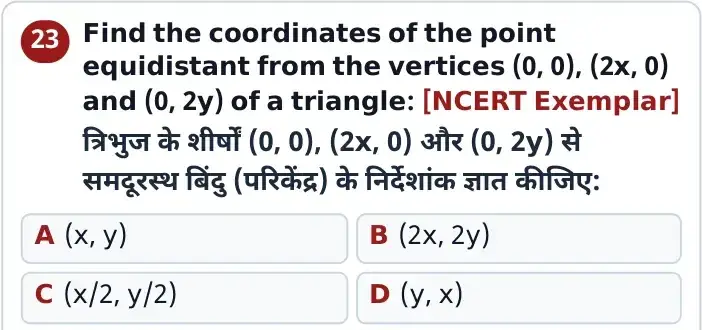 23 Find the coordinates of the point
equidistant from the vertices (0, 0), (2x, 0)
and (0, 2y) of a triangle: [NCERT Exemplar]
त्रिभुज के शीर्षों (0, 0), (2x, 0) और (0, 2y) से
समदूरस्थ बिंदु (परिकेंद्र) के निर्देशांक ज्ञात कीजिए:
A (x, y)
B (2x, 2y)
C (x/2, y/2)
D (y, x)